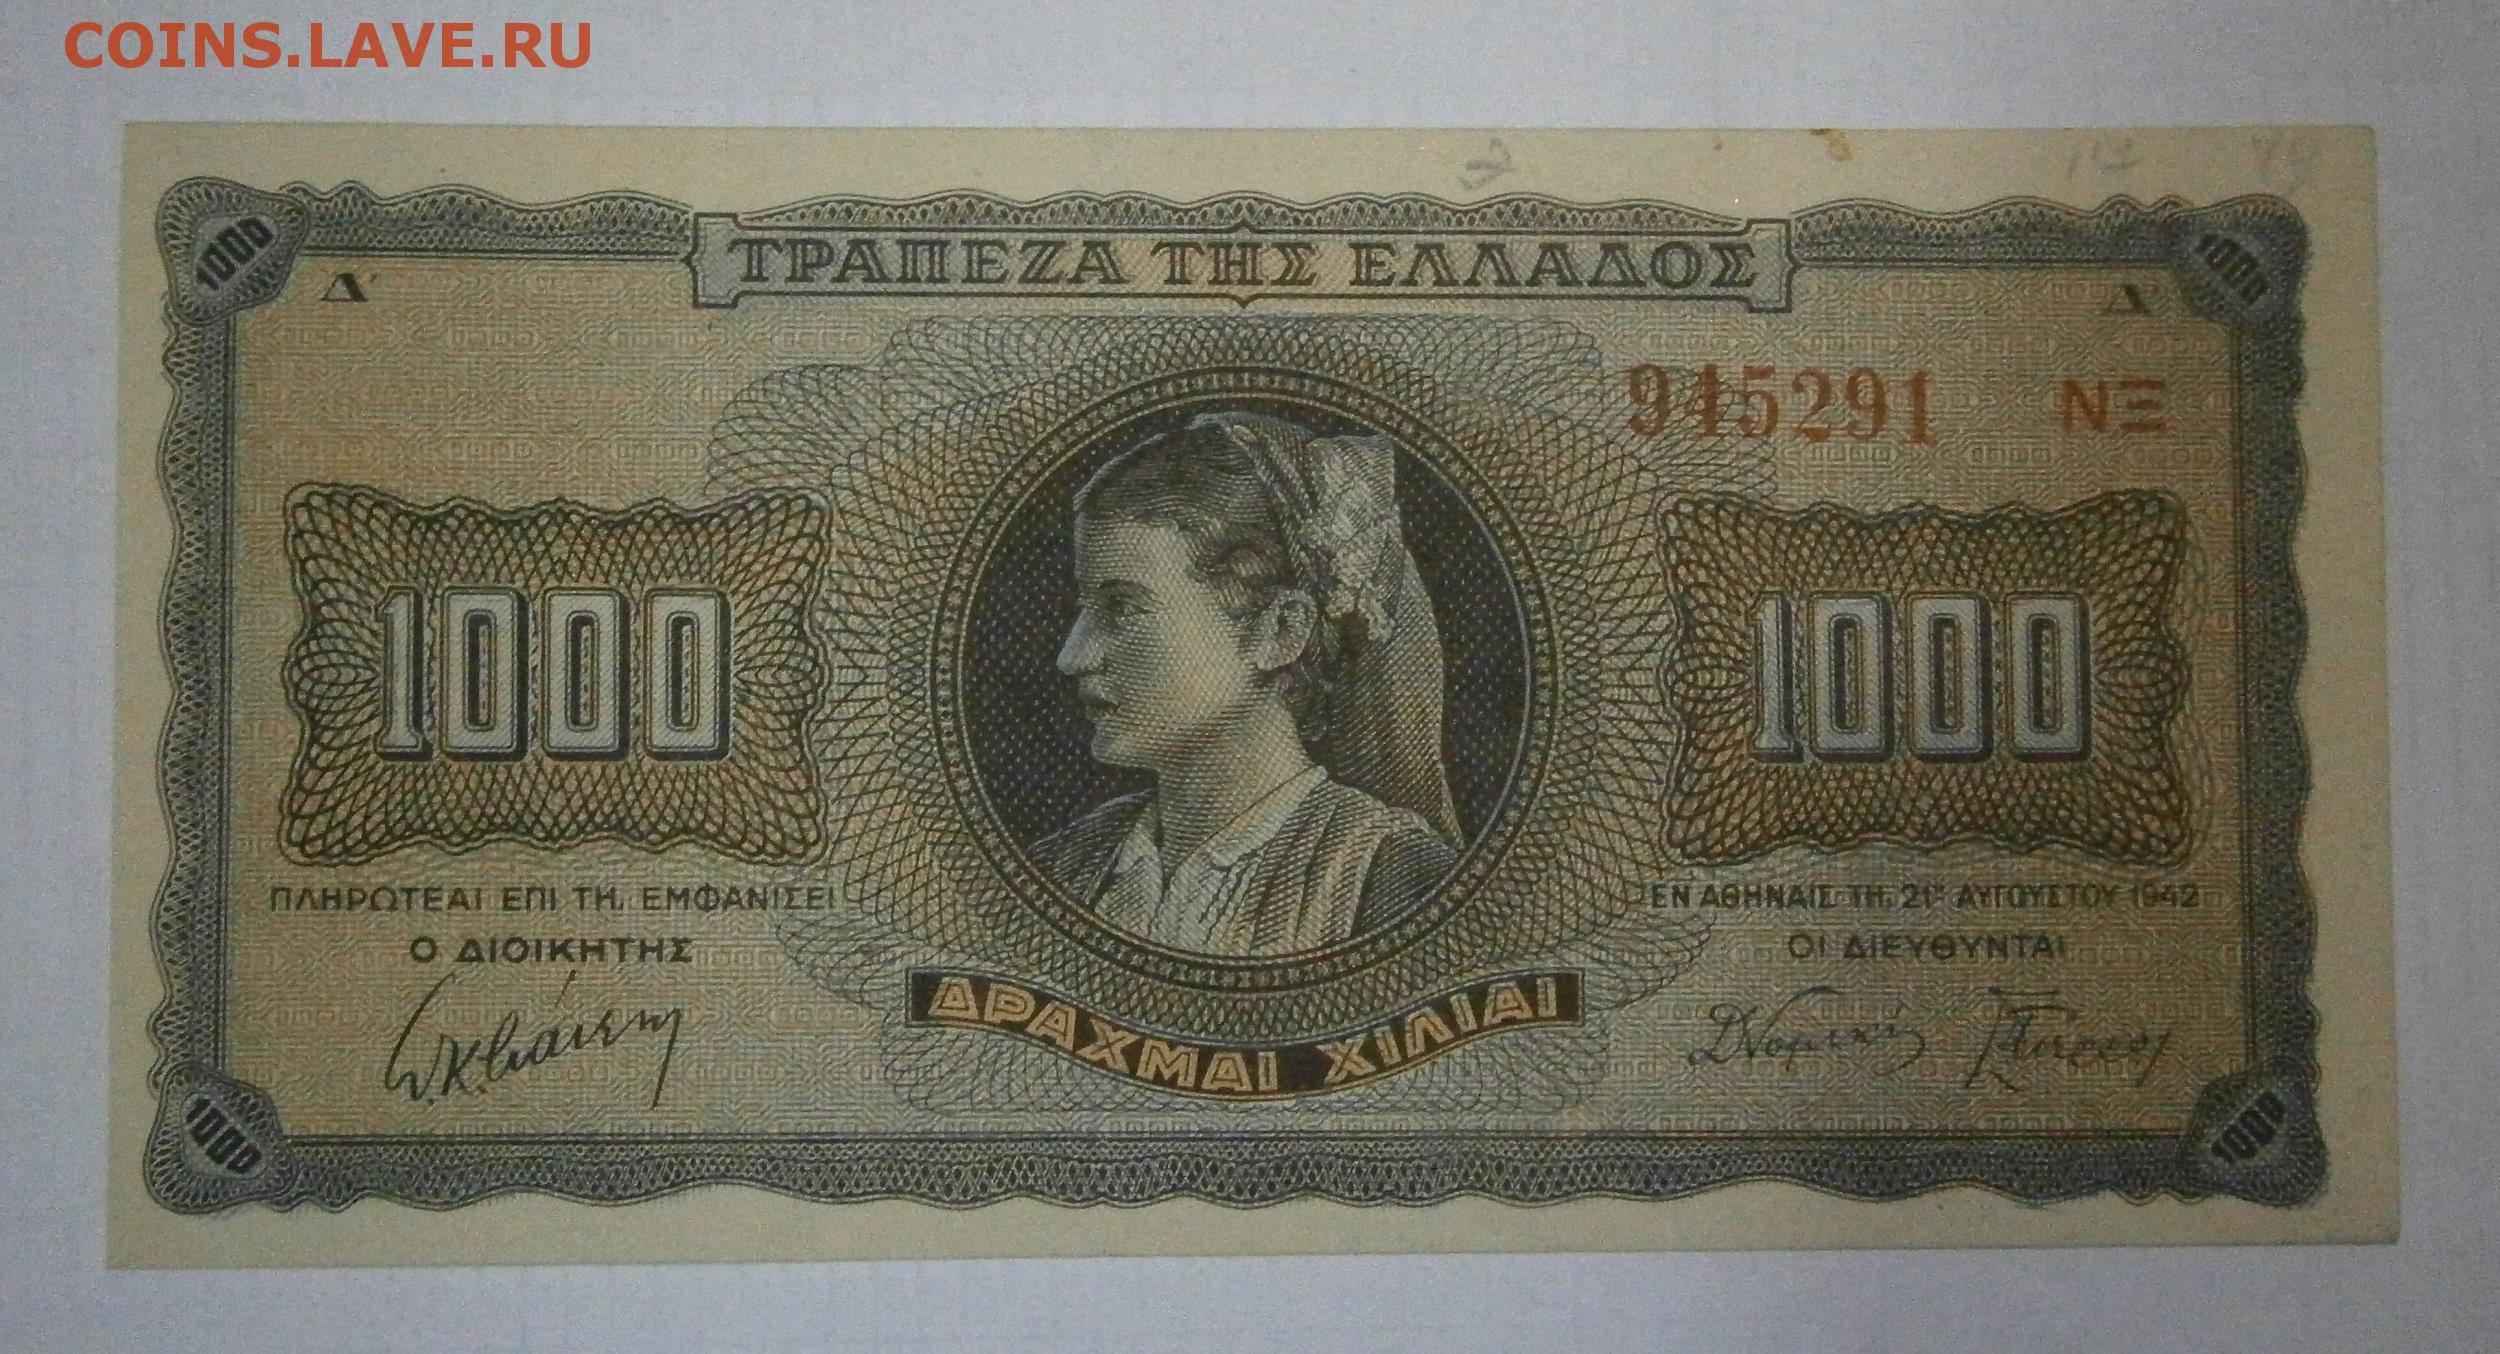 COINS.LAVE.RU
1000
1000
ΤΡΑΠΕΖΑ ΤΗΣ ΕΛΛΑΔΟΣ
Δ'
Δ'
945291 ΝΞ
1000
1000
ΠΛΗΡΩΤΕΑΙ ΕΠΙ ΤΗ, ΕΜΦΑΝΙΣΕΙ
Ο ΔΙΟΙΚΗΤΗΣ
ΕΝ ΑΘΗΝΑΙΣ ΤΗ, 21ῃ ΑΥΓΟΥΣΤΟΥ 1942
ΟΙ ΔΙΕΥΘΥΝΤΑΙ
ΔΡΑΧΜΑΙ ΧΙΛΙΑΙ
1000
1000